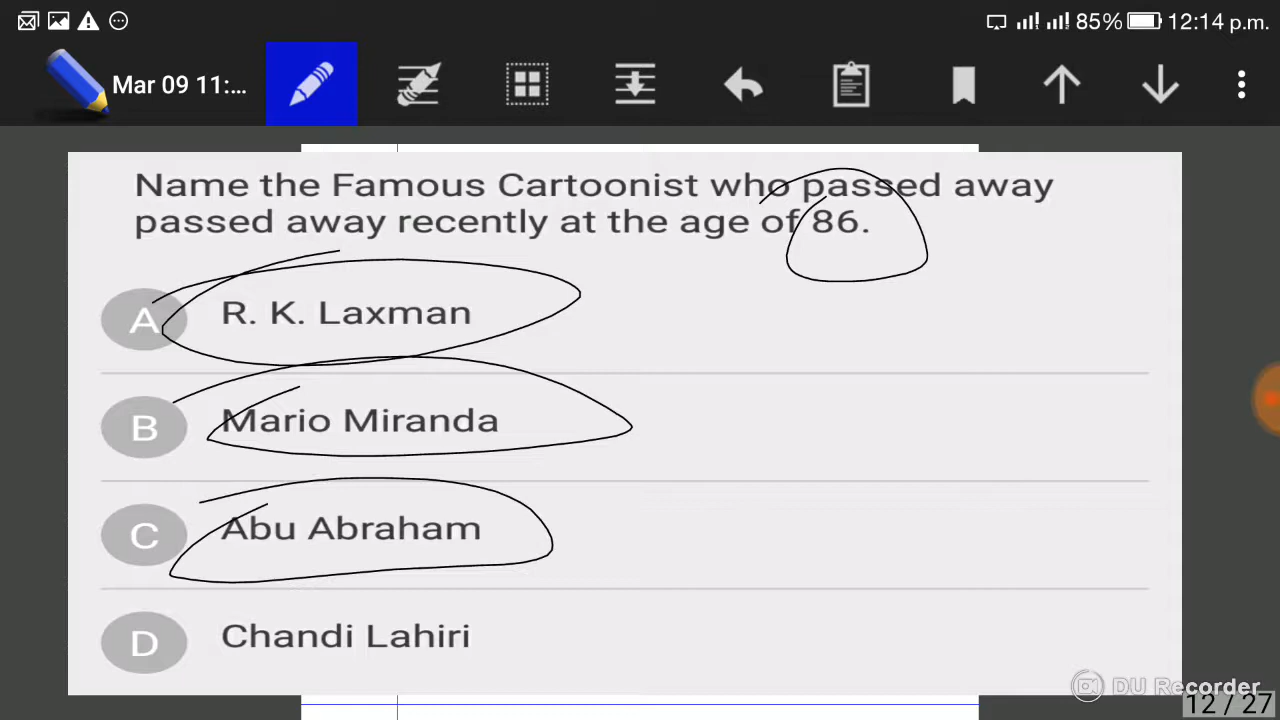 85% 12:14 p.m.
Mar 09 11:...
Name the Famous Cartoonist who passed away
passed away recently at the age of 86.
A R. K. Laxman
B Mario Miranda
C Abu Abraham
D Chandi Lahiri
DU Recorder
12 / 27